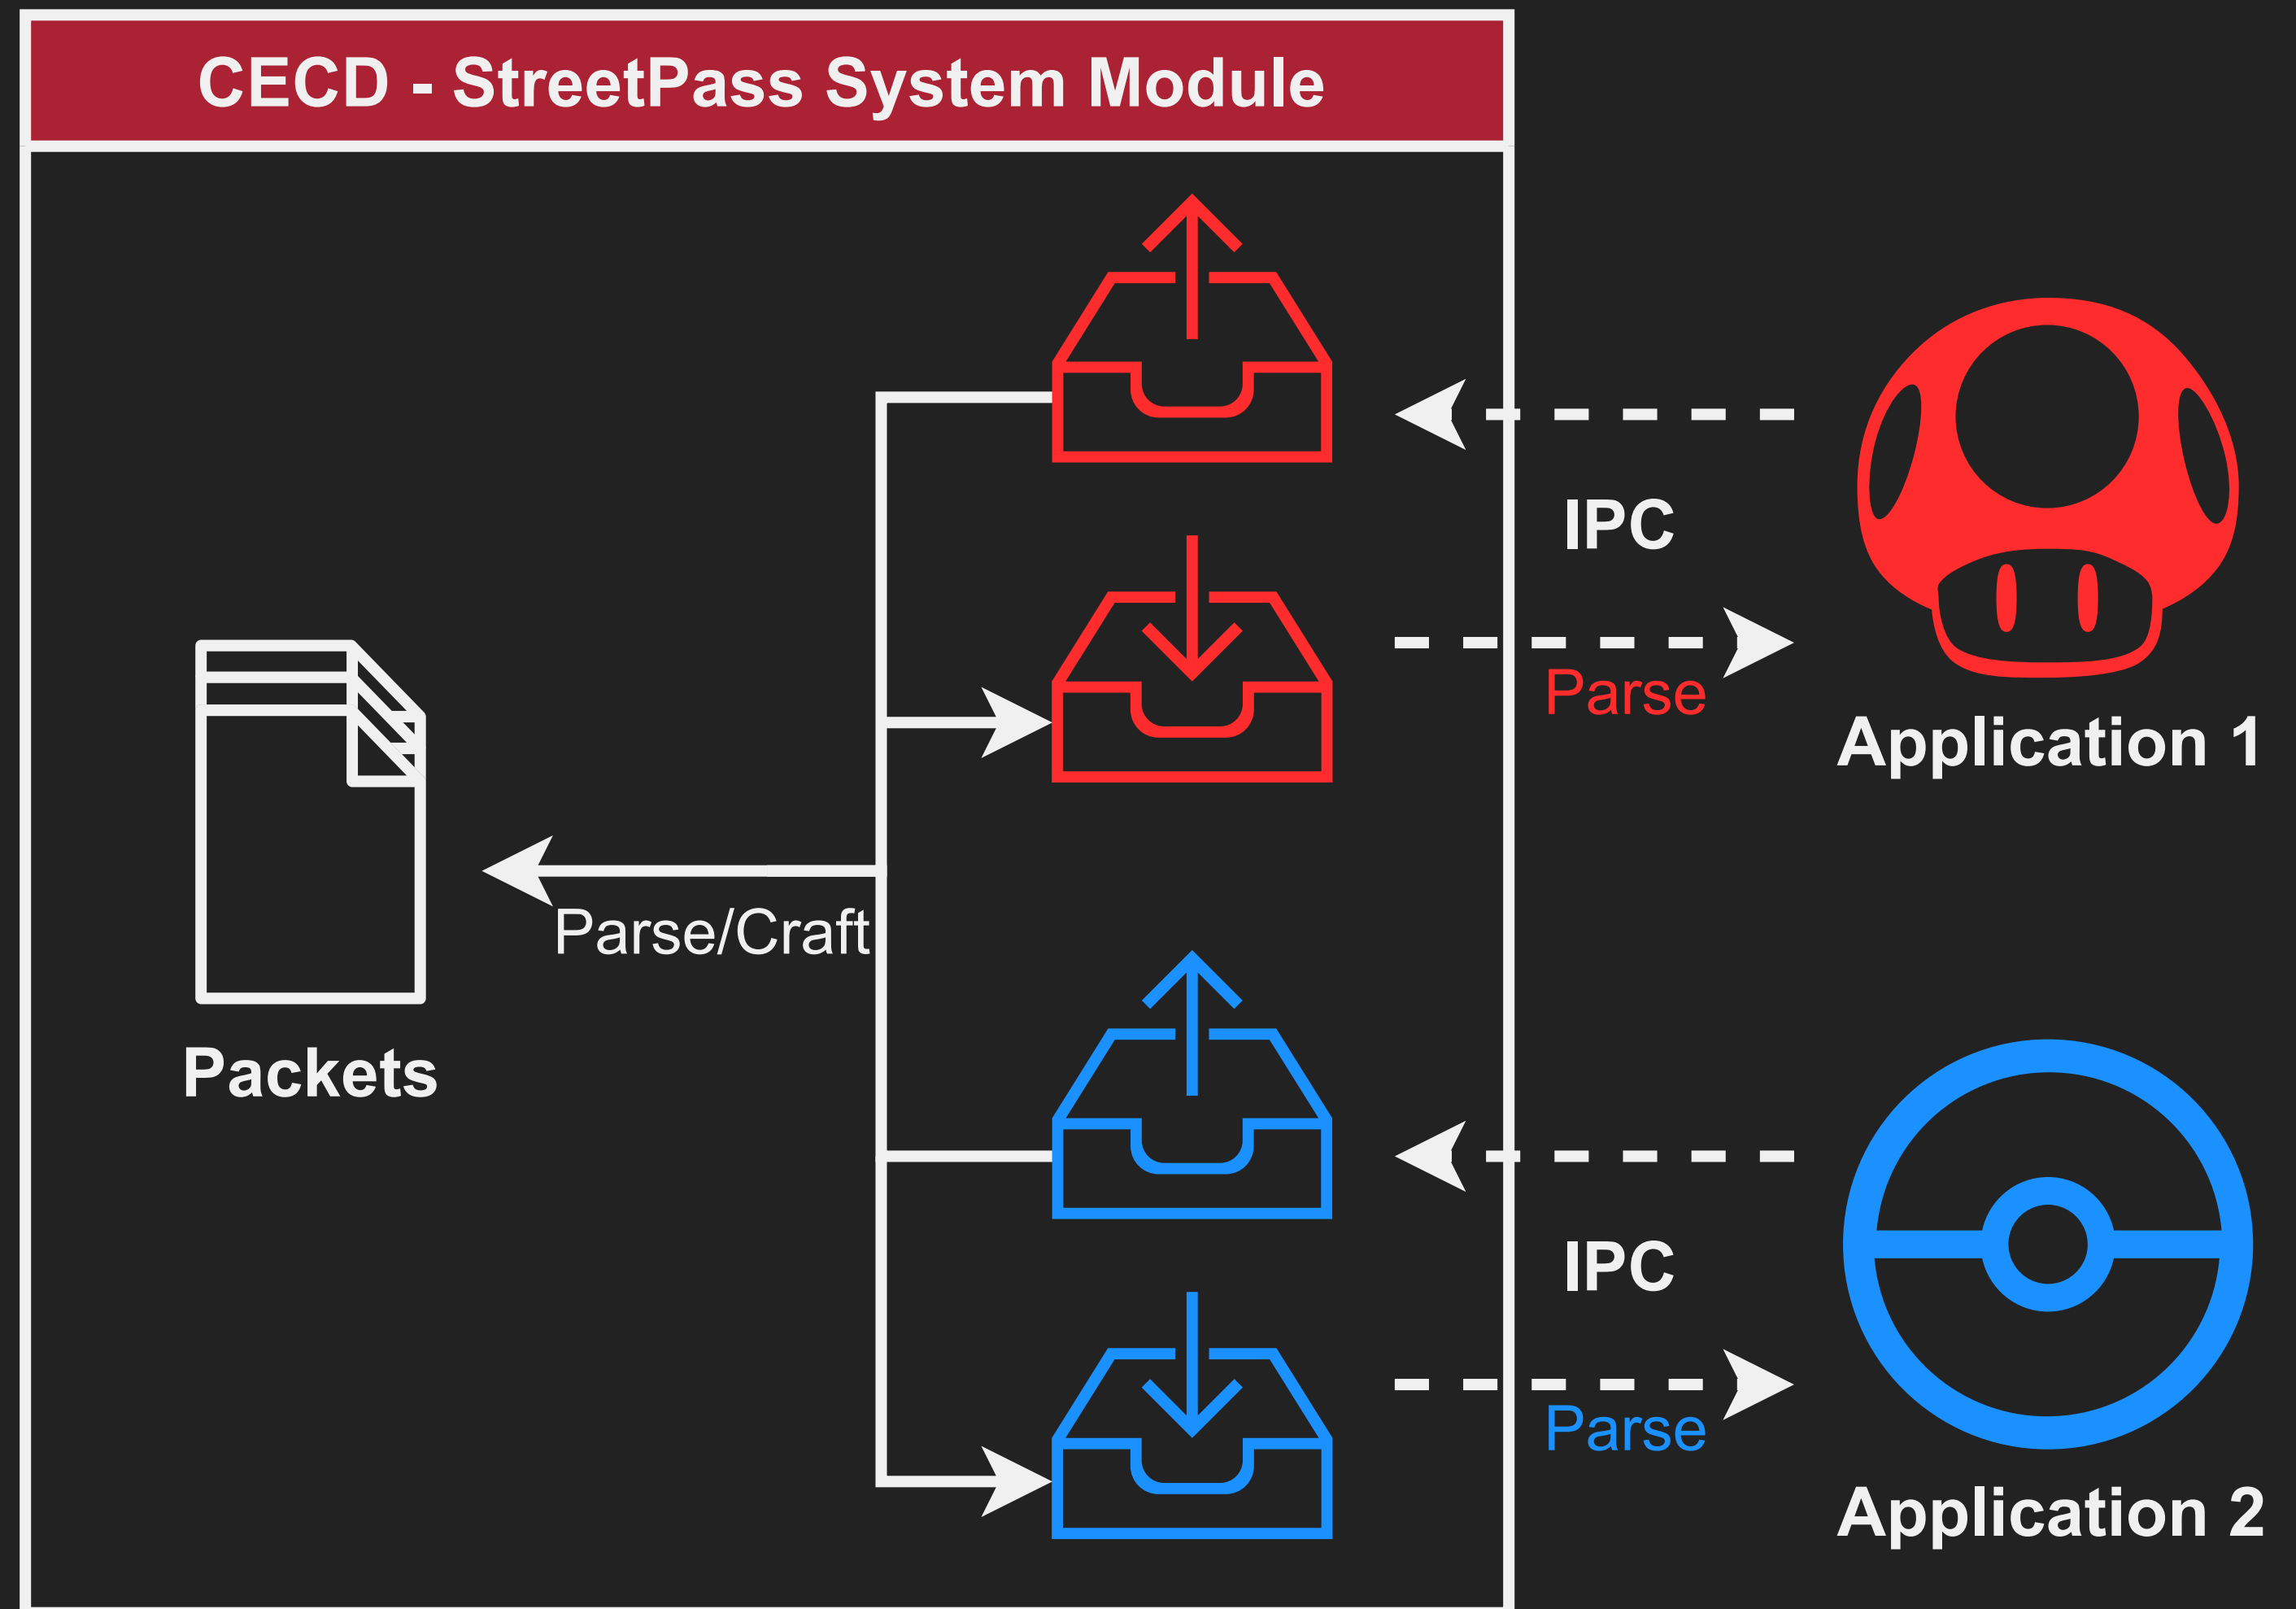 CECD - StreetPass System Module
IPC
Parse
Application 1
Parse/Craft
Packets
IPC
Parse
Application 2